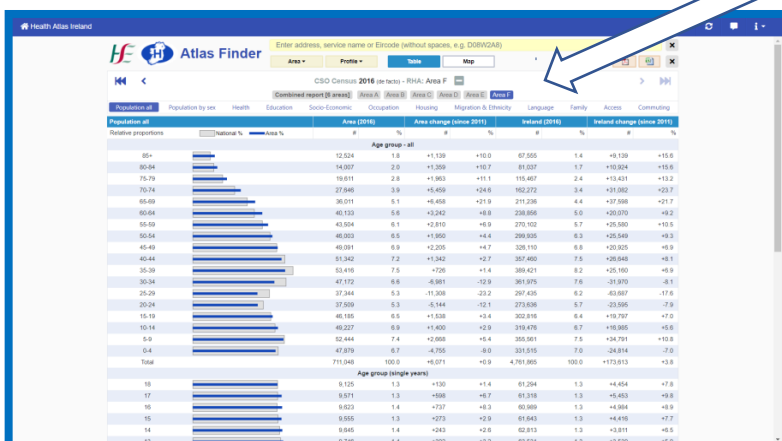 Health Atlas Ireland
Atlas Finder
Enter address, service name or Eircode (without spaces, e.g. D08W2A8)
Area Profile Table Map
CSO Census 2016 (de facto) - RHA: Area F
Combined report [6 areas] Area A Area B Area C Area D Area E Area F
Population all Population by sex Health Education Socio-Economic Occupation Housing Migration & Ethnicity Language Family Access Commuting
Population all Area (2016) Area change (since 2011) Ireland (2016) Ireland change (since 2011)
Relative proportions National % Area % # % # % # % # %
Age group - all
85+ 12,524 1.8 +1,139 +10.0 67,555 1.4 +9,139 +15.6
80-84 14,007 2.0 +1,359 +10.7 81,037 1.7 +10,924 +15.6
75-79 19,611 2.8 +1,963 +11.1 115,467 2.4 +13,431 +13.2
70-74 27,646 3.9 +5,459 +24.6 162,272 3.4 +31,082 +23.7
65-69 36,011 5.1 +6,458 +21.9 211,236 4.4 +37,598 +21.7
60-64 40,133 5.6 +3,242 +8.8 238,856 5.0 +20,070 +9.2
55-59 43,504 6.1 +2,810 +6.9 270,102 5.7 +25,580 +10.5
50-54 46,003 6.5 +1,950 +4.4 299,935 6.3 +25,549 +9.3
45-49 49,091 6.9 +2,205 +4.7 326,110 6.8 +20,925 +6.9
40-44 51,342 7.2 +1,342 +2.7 357,460 7.5 +26,648 +8.1
35-39 53,416 7.5 +726 +1.4 389,421 8.2 +25,160 +6.9
30-34 47,172 6.6 -6,981 -12.9 361,975 7.6 -31,970 -8.1
25-29 37,344 5.3 -11,308 -23.2 297,435 6.2 -63,687 -17.6
20-24 37,509 5.3 -5,144 -12.1 273,636 5.7 -23,595 -7.9
15-19 46,185 6.5 +1,538 +3.4 302,816 6.4 +19,797 +7.0
10-14 49,227 6.9 +1,400 +2.9 319,476 6.7 +16,985 +5.6
5-9 52,444 7.4 +2,668 +5.4 355,561 7.5 +34,791 +10.8
0-4 47,879 6.7 -4,755 -9.0 331,515 7.0 -24,814 -7.0
Total 711,048 100.0 +6,071 +0.9 4,761,865 100.0 +173,613 +3.8
Age group (single years)
18 9,125 1.3 +130 +1.4 61,294 1.3 +4,454 +7.8
17 9,571 1.3 +598 +6.7 61,318 1.3 +5,453 +9.8
16 9,623 1.4 +737 +8.3 60,989 1.3 +4,984 +8.9
15 9,555 1.3 +273 +2.9 61,643 1.3 +4,416 +7.7
14 9,645 1.4 +243 +2.6 62,813 1.3 +3,811 +6.5